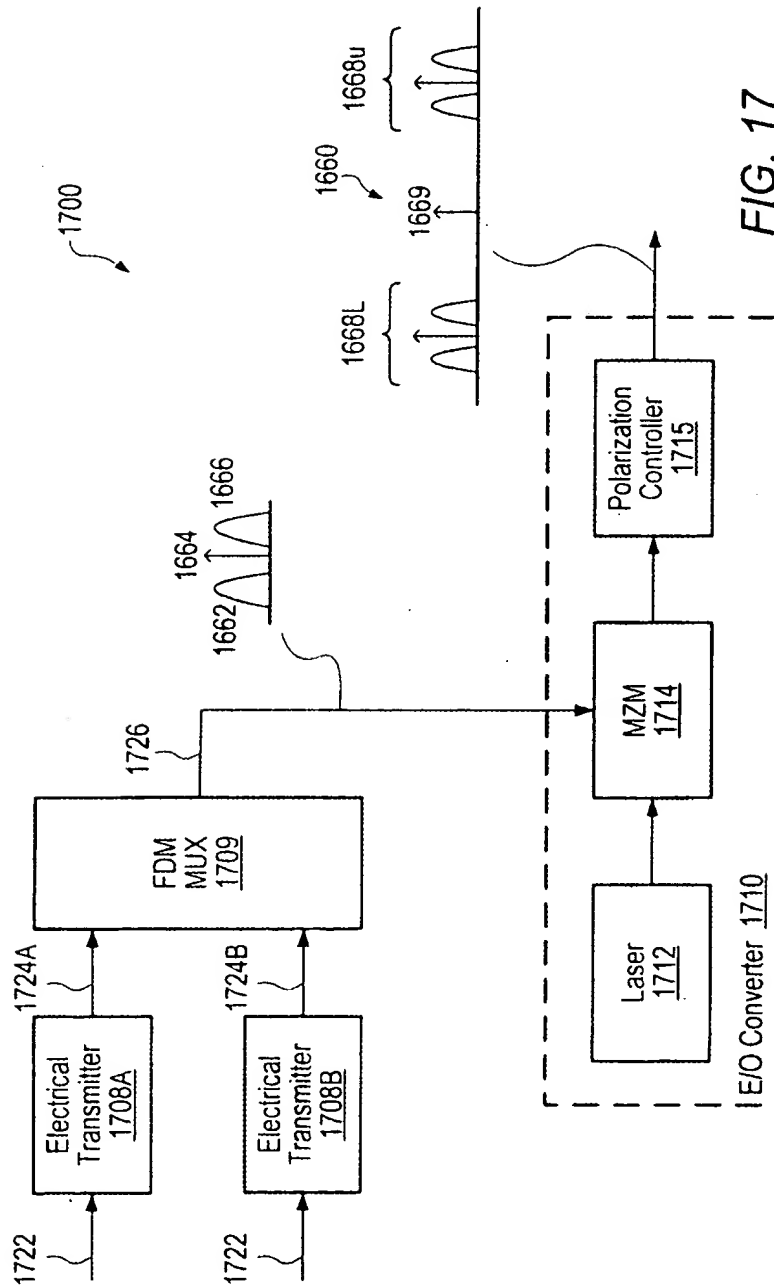 1700
1722
Electrical
Transmitter
1708A
1724A
1722
Electrical
Transmitter
1708B
1724B
FDM
MUX
1709
1726
1662
1664
1666
1668L
1660
1669
1668u
Laser
1712
MZM
1714
Polarization
Controller
1715
E/O Converter 1710
FIG. 17